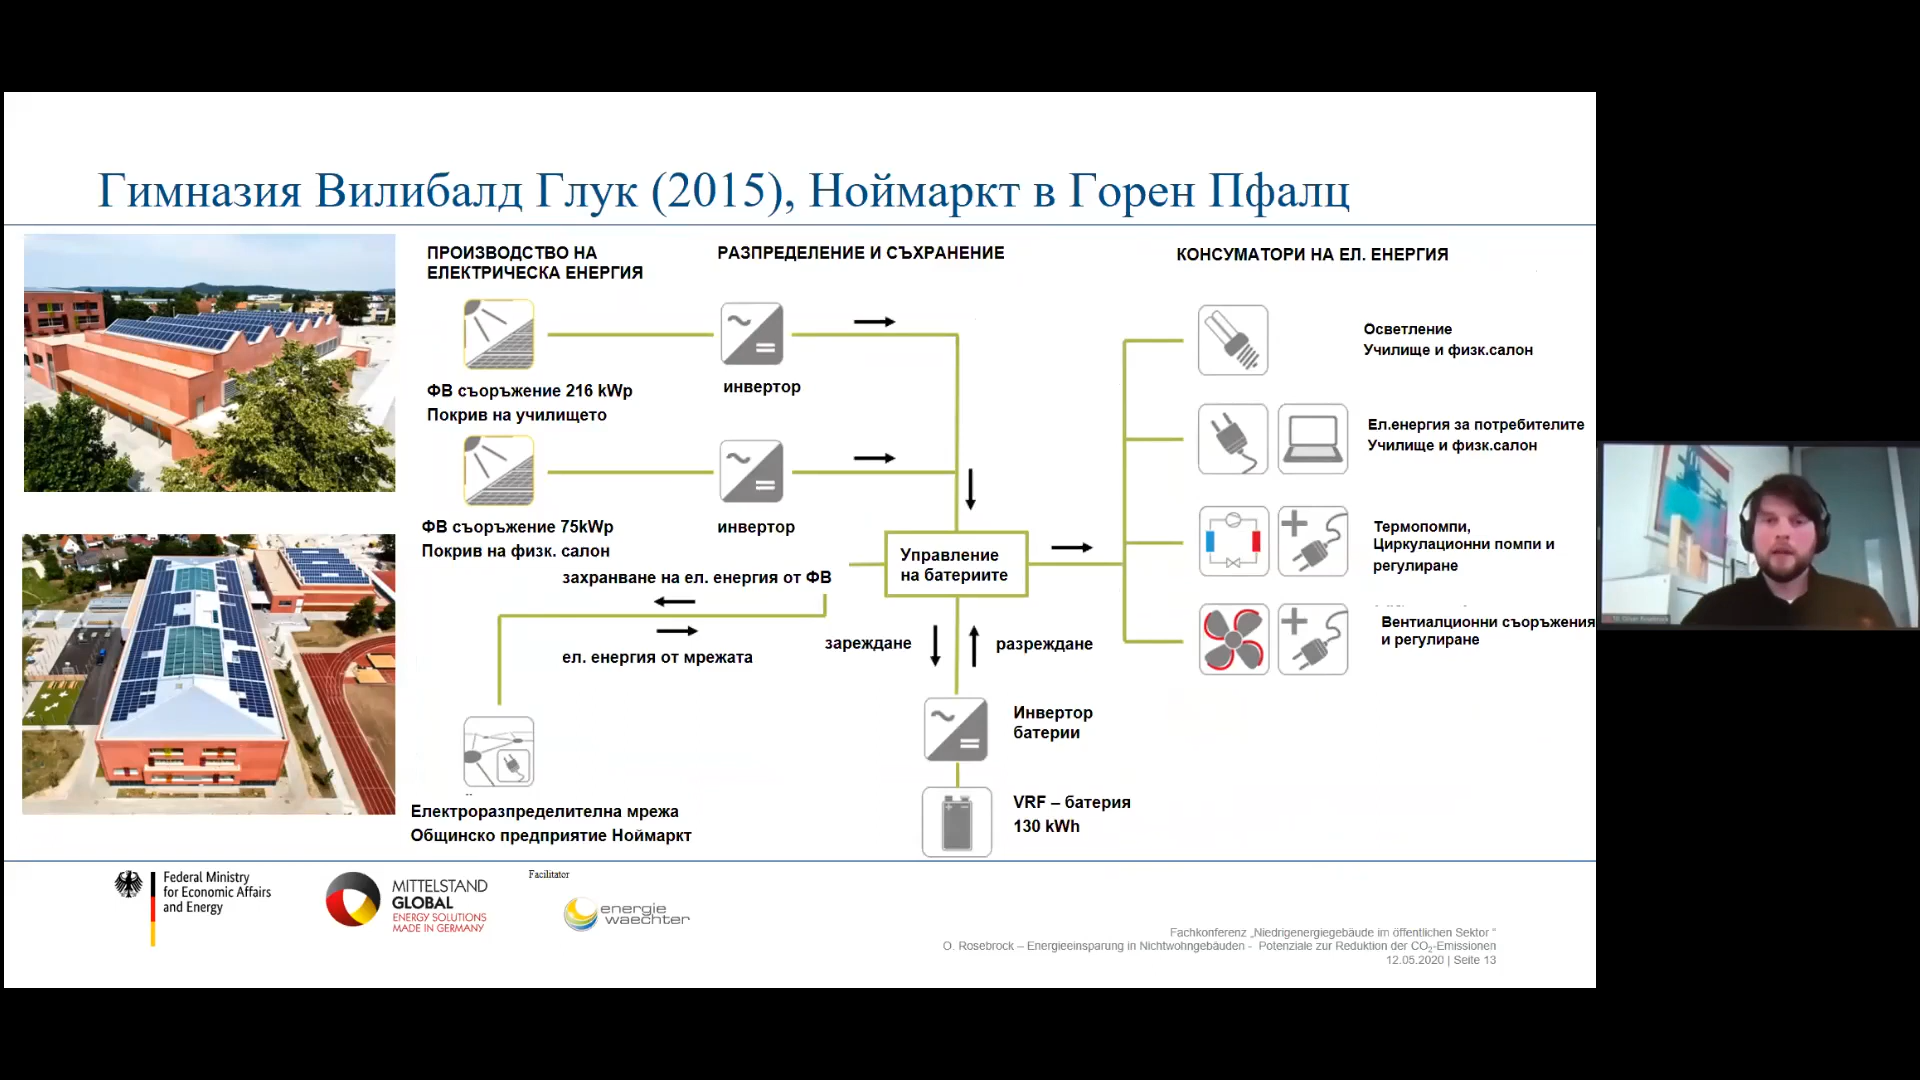 Гимназия Вилибалд Глук (2015), Ноймаркт в Горен Пфалц
ПРОИЗВОДСТВО НА
ЕЛЕКТРИЧЕСКА ЕНЕРГИЯ
РАЗПРЕДЕЛЕНИЕ И СЪХРАНЕНИЕ
КОНСУМАТОРИ НА ЕЛ. ЕНЕРГИЯ
ФВ съоръжение 216 kWp
Покрив на училището
инвертор
ФВ съоръжение 75kWp
Покрив на физк. салон
инвертор
захранване на ел. енергия от ФВ
ел. енергия от мрежата
Управление
на батериите
зареждане
разреждане
Инвертор
батерии
VRF – батерия
130 kWh
Електроразпределителна мрежа
Общинско предприятие Ноймаркт
Осветление
Училище и физк.салон
Ел.енергия за потребителите
Училище и физк.салон
Термопомпи,
Циркулационни помпи и
регулиране
Вентиалционни съоръжения
и регулиране
Federal Ministry
for Economic Affairs
and Energy
MITTELSTAND
GLOBAL
ENERGY SOLUTIONS
MADE IN GERMANY
Facilitator
energie
waechter
Fachkonferenz „Niedrigenergiegebäude im öffentlichen Sektor “
O. Rosebrock – Energieeinsparung in Nichtwohngebäuden - Potenziale zur Reduktion der CO2-Emissionen
12.05.2020 | Seite 13